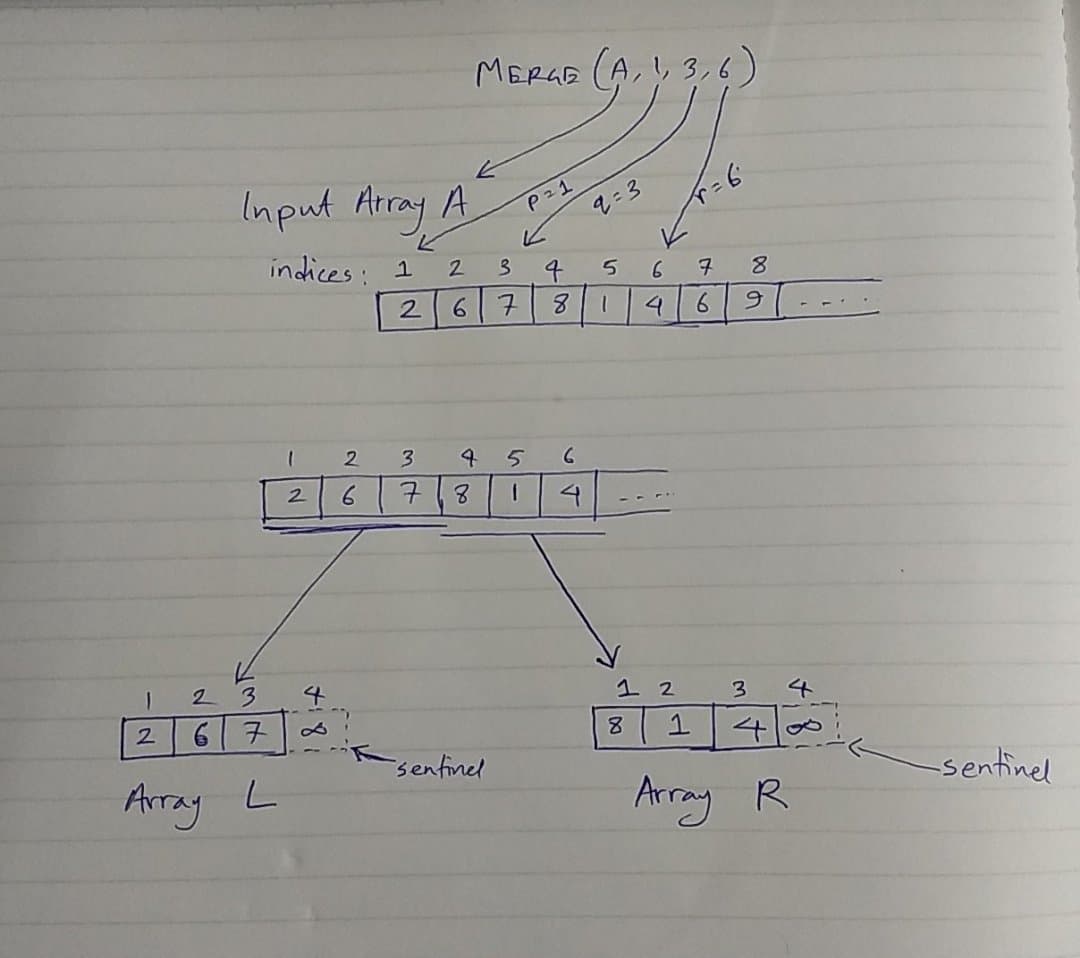 MERGE (A, 1, 3, 6)
Input Array A
p=1 q=3 r=6
indices: 1 2 3 4 5 6 7 8
2 6 7 8 1 4 6 9 ----
1 2 3 4 5 6
2 6 7 8 1 4 ----
1 2 3 4
2 6 7 ∞
sentinel
Array L
1 2 3 4
8 1 4 ∞
sentinel
Array R